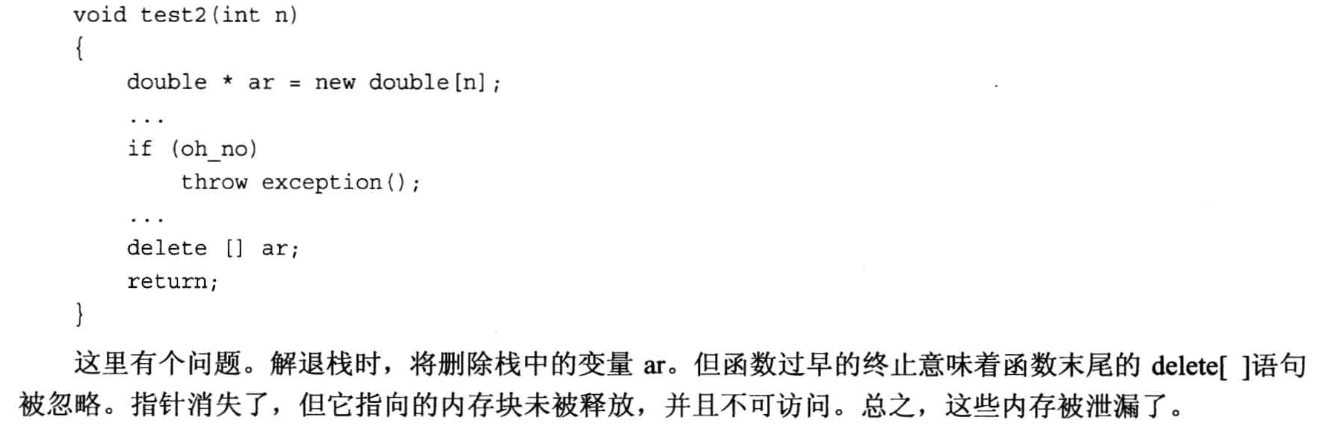 void test2(int n)
{
    double * ar = new double[n];
    ...
    if (oh_no)
        throw exception();
    ...
    delete [] ar;
    return;
}
这里有个问题。解退栈时，将删除栈中的变量 ar。但函数过早的终止意味着函数末尾的 delete[ ]语句
被忽略。指针消失了，但它指向的内存块未被释放，并且不可访问。总之，这些内存被泄漏了。